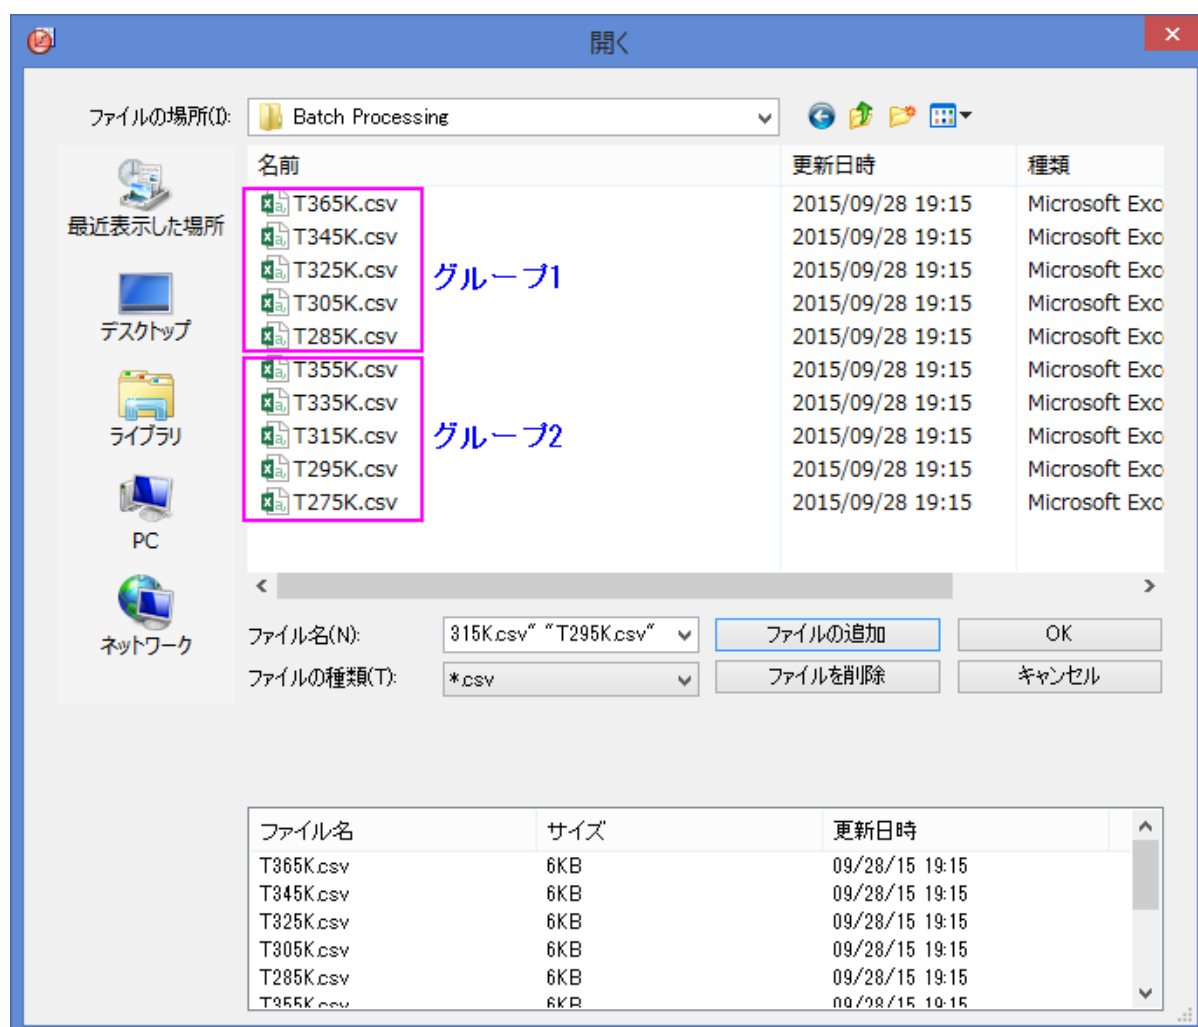 開く
ファイルの場所(I): Batch Processing
名前 更新日時 種類
T365K.csv 2015/09/28 19:15 Microsoft Exc
T345K.csv 2015/09/28 19:15 Microsoft Exc
T325K.csv 2015/09/28 19:15 Microsoft Exc
グループ1
T305K.csv 2015/09/28 19:15 Microsoft Exc
T285K.csv 2015/09/28 19:15 Microsoft Exc
T355K.csv 2015/09/28 19:15 Microsoft Exc
T335K.csv 2015/09/28 19:15 Microsoft Exc
T315K.csv 2015/09/28 19:15 Microsoft Exc
グループ2
T295K.csv 2015/09/28 19:15 Microsoft Exc
T275K.csv 2015/09/28 19:15 Microsoft Exc
最近表示した場所
デスクトップ
ライブラリ
PC
ネットワーク
ファイル名(N): 315K.csv" "T295K.csv" ファイルの追加 OK
ファイルの種類(T): *.csv ファイルを削除 キャンセル
ファイル名 サイズ 更新日時
T365K.csv 6KB 09/28/15 19:15
T345K.csv 6KB 09/28/15 19:15
T325K.csv 6KB 09/28/15 19:15
T305K.csv 6KB 09/28/15 19:15
T285K.csv 6KB 09/28/15 19:15
T355K.csv 6KB 09/28/15 19:15